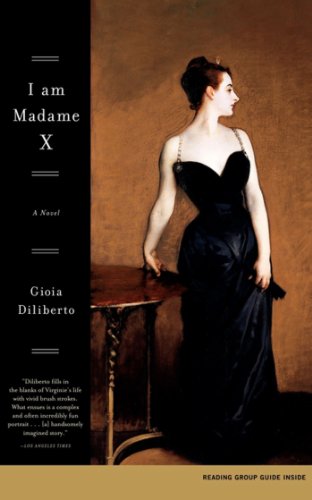 I am
Madame
X
A Novel
Gioia
Diliberto
"Diliberto fills in
the blanks of Virginie's life
with vivid brush strokes.
What ensues is a complex
and often incredibly fun
portrait . . . [a] handsomely
imagined story."
—LOS ANGELES TIMES
READING GROUP GUIDE INSIDE